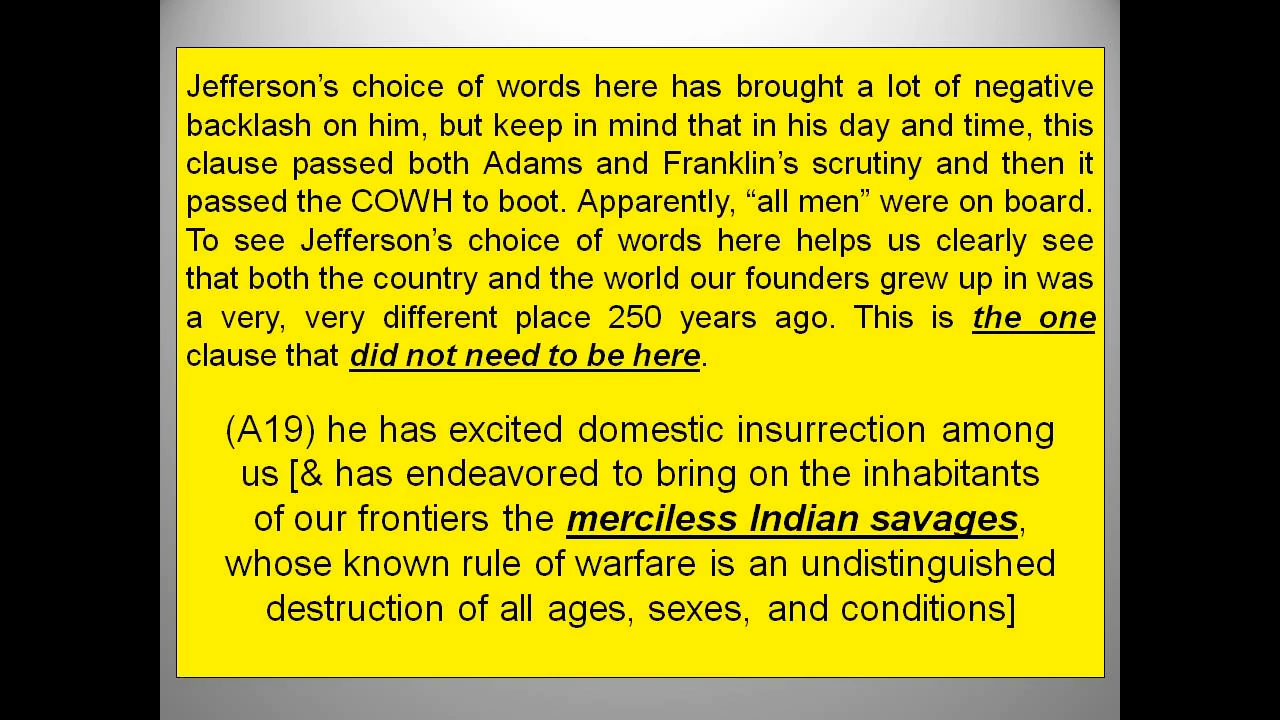 Jefferson’s choice of words here has brought a lot of negative
backlash on him, but keep in mind that in his day and time, this
clause passed both Adams and Franklin’s scrutiny and then it
passed the COWH to boot. Apparently, “all men” were on board.
To see Jefferson’s choice of words here helps us clearly see
that both the country and the world our founders grew up in was
a very, very different place 250 years ago. This is the one
clause that did not need to be here.
(A19) he has excited domestic insurrection among
us [& has endeavored to bring on the inhabitants
of our frontiers the merciless Indian savages,
whose known rule of warfare is an undistinguished
destruction of all ages, sexes, and conditions]